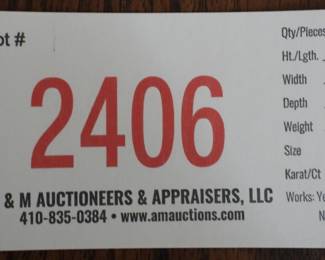 ot #
2406
& M AUCTIONEERS & APPRAISERS, LLC
410-835-0384 • www.amauctions.com
Qty/Pieces
Ht./Lgth.
Width
Depth
Weight
Size
Karat/Ct
Works: Ye
N